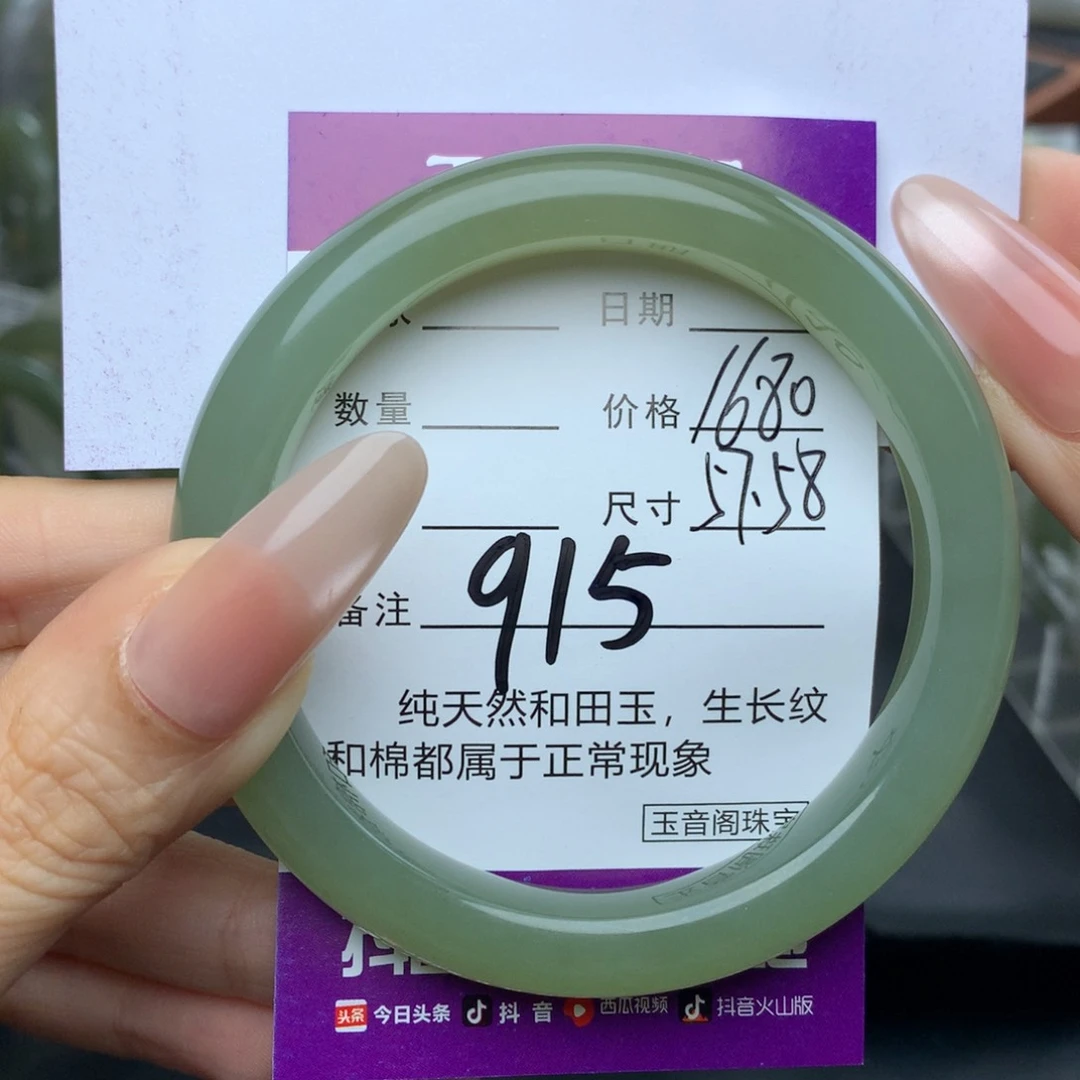 日期
数量 价格 1680
尺寸 57.58
备注 915
纯天然和田玉，生长纹
和棉都属于正常现象
玉音阁珠宝
头条 今日头条 抖音 西瓜视频 抖音火山版